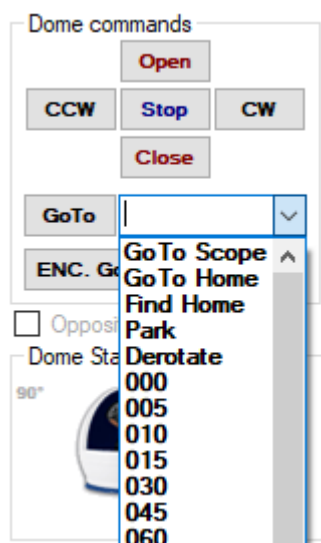 Dome commands
Open
CCW Stop CW
Close
GoTo
GoTo Scope
GoTo Home
ENC. Go
Find Home
Opposi
Park
Dome Sta
Derotate
90°
000
005
010
015
030
045
060